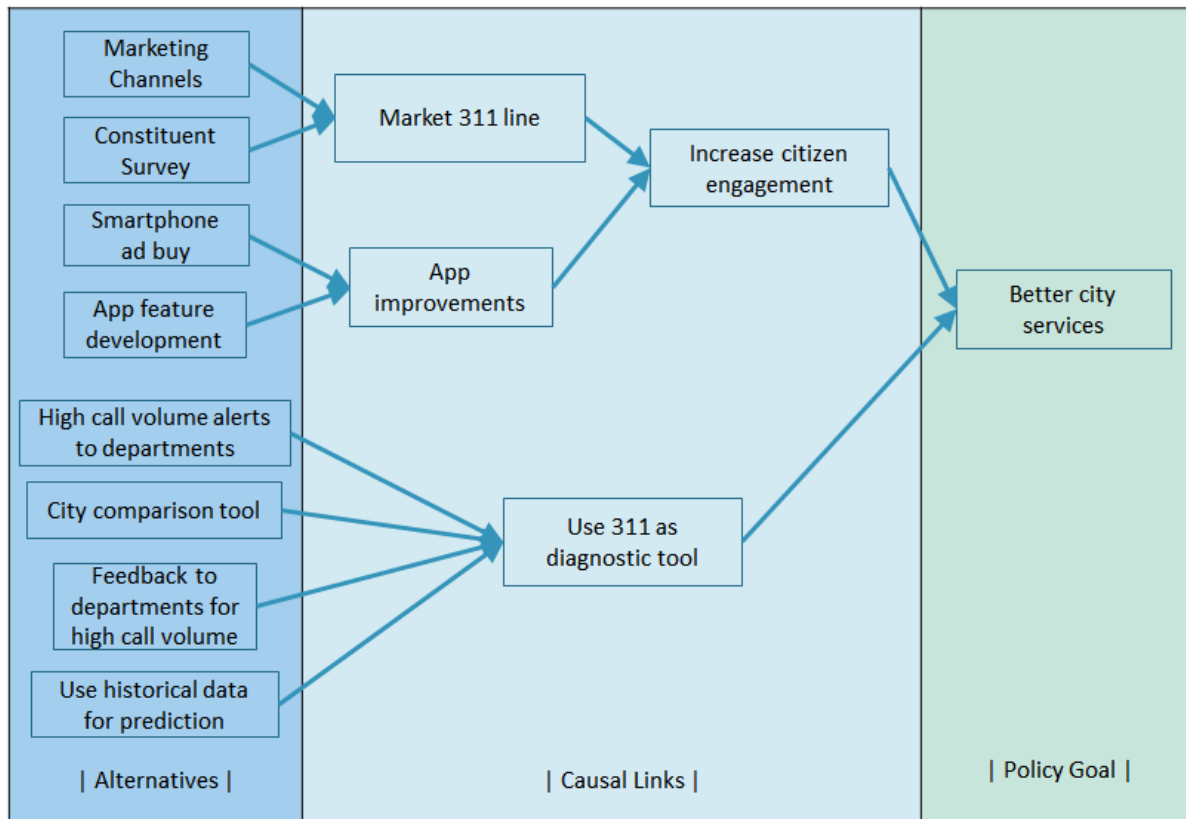 Marketing
Channels
Constituent
Survey
Smartphone
ad buy
App feature
development
High call volume alerts
to departments
City comparison tool
Feedback to
departments for
high call volume
Use historical data
for prediction
| Alternatives |
Market 311 line
App
improvements
Increase citizen
engagement
Use 311 as
diagnostic tool
| Causal Links |
Better city
services
| Policy Goal |